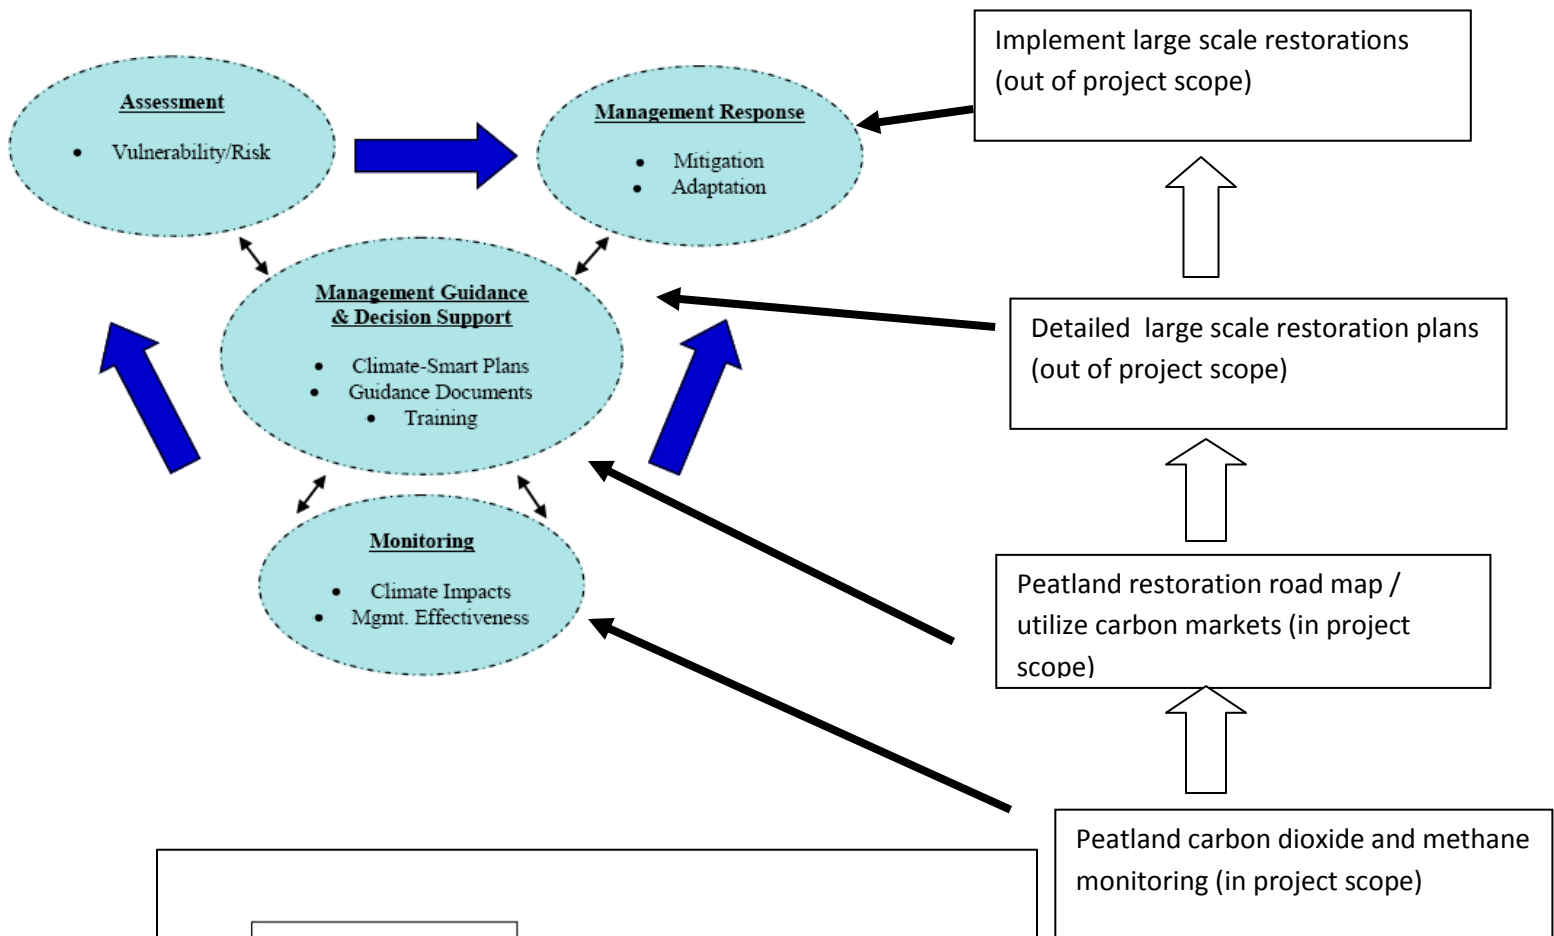 Assessment
• Vulnerability/Risk
Management Response
• Mitigation
• Adaptation
Management Guidance
& Decision Support
• Climate-Smart Plans
• Guidance Documents
• Training
Monitoring
• Climate Impacts
• Mgmt. Effectiveness
Implement large scale restorations
(out of project scope)
Detailed  large scale restoration plans
(out of project scope)
Peatland restoration road map /
utilize carbon markets (in project
scope)
Peatland carbon dioxide and methane
monitoring (in project scope)